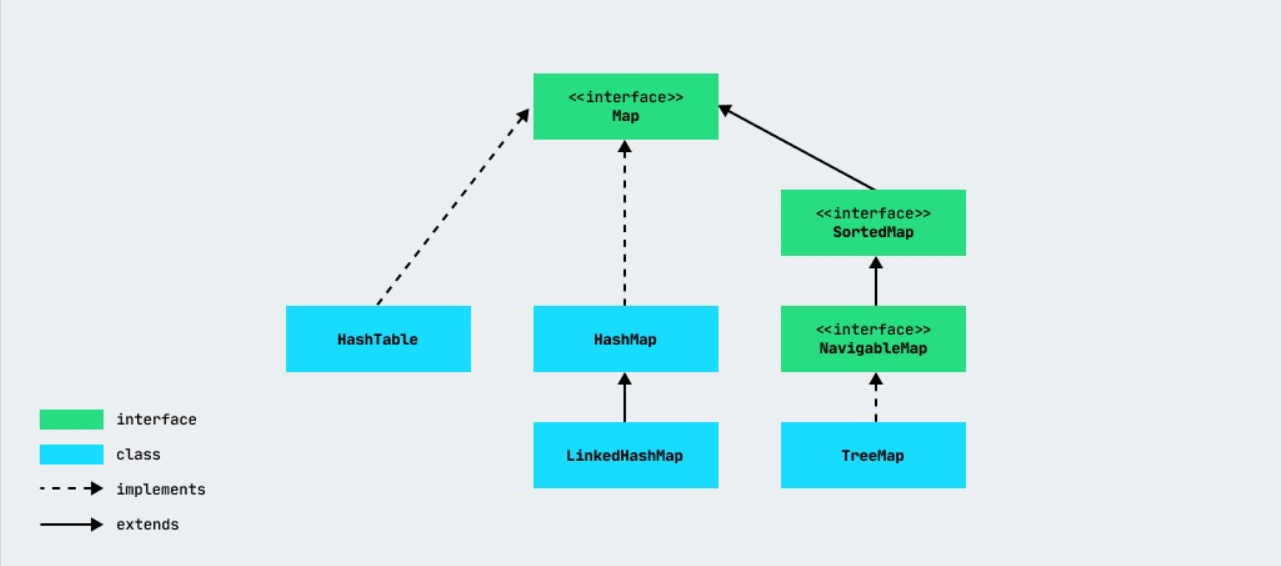 <<interface>>
Map
<<interface>>
SortedMap
HashTable
HashMap
<<interface>>
NavigableMap
LinkedHashMap
TreeMap
interface
class
implements
extends